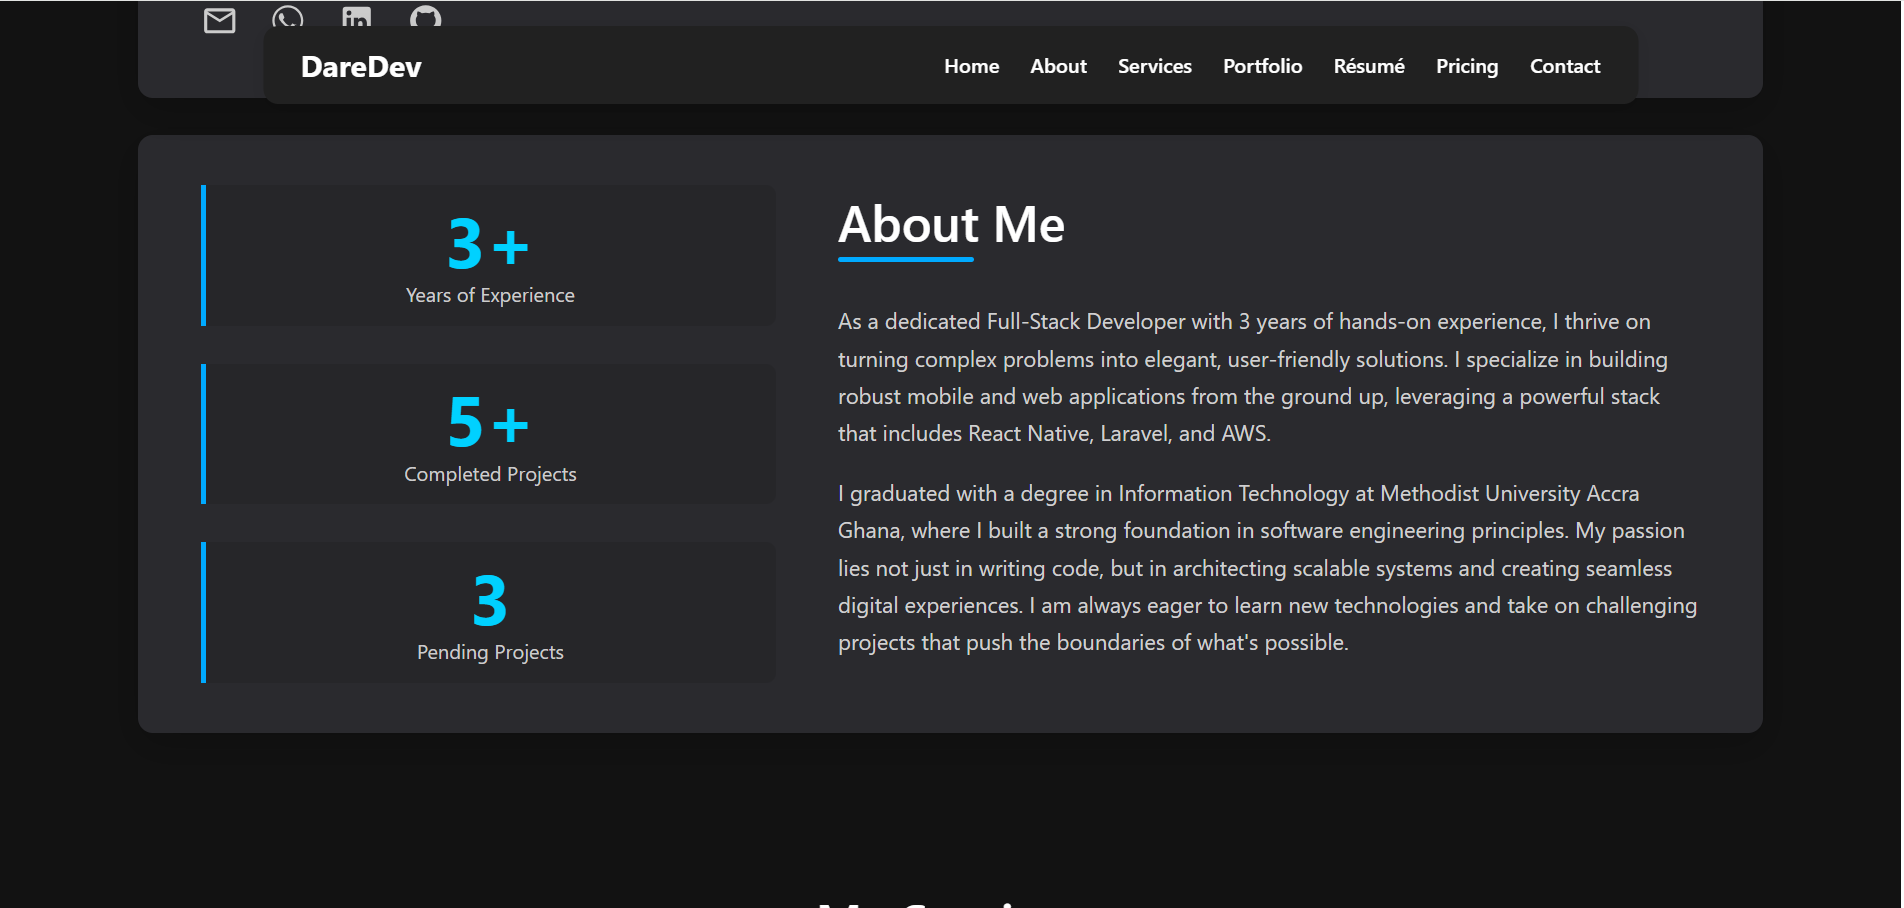 DareDev
Home About Services Portfolio Résumé Pricing Contact
3+
Years of Experience
5+
Completed Projects
3
Pending Projects
About Me
As a dedicated Full-Stack Developer with 3 years of hands-on experience, I thrive on
turning complex problems into elegant, user-friendly solutions. I specialize in building
robust mobile and web applications from the ground up, leveraging a powerful stack
that includes React Native, Laravel, and AWS.
I graduated with a degree in Information Technology at Methodist University Accra
Ghana, where I built a strong foundation in software engineering principles. My passion
lies not just in writing code, but in architecting scalable systems and creating seamless
digital experiences. I am always eager to learn new technologies and take on challenging
projects that push the boundaries of what's possible.